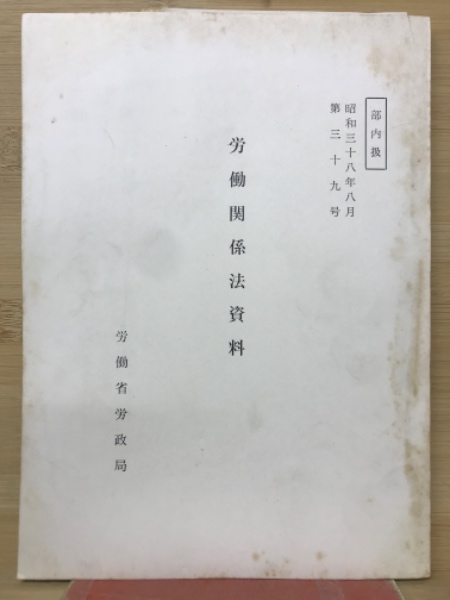 部内扱
昭和三十八年八月
第三十九号
労働関係法資料
労働省労政局